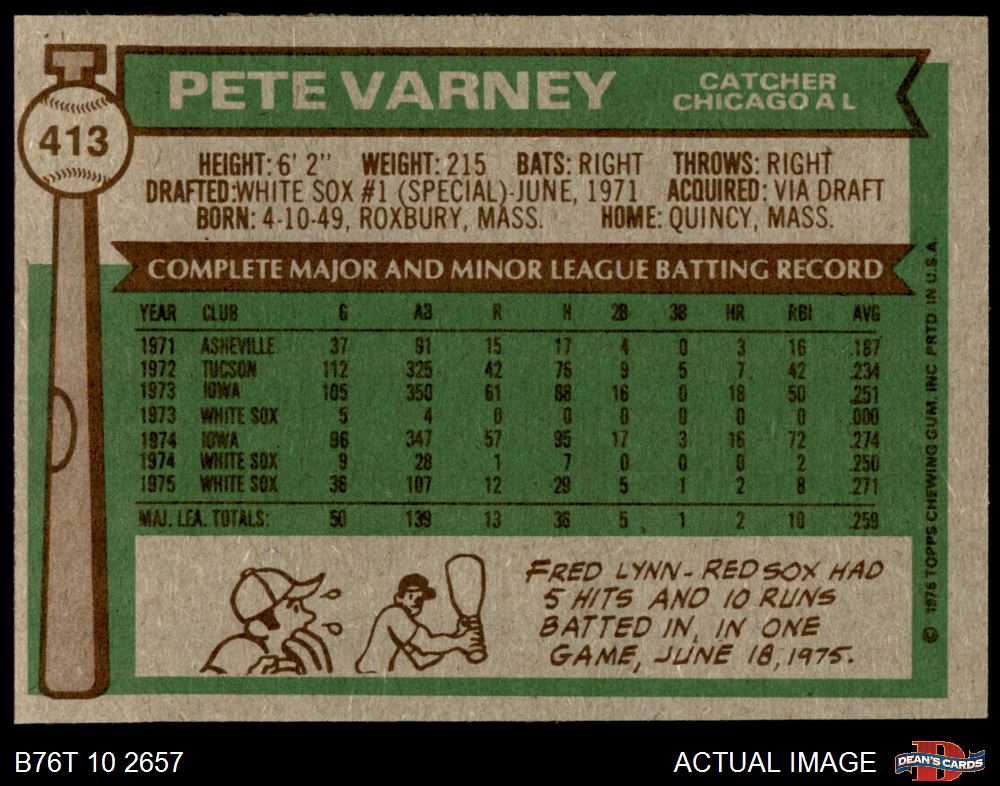 PETE VARNEY
CATCHER
CHICAGO A L
413
HEIGHT: 6' 2" WEIGHT: 215 BATS: RIGHT THROWS: RIGHT
DRAFTED:WHITE SOX #1 (SPECIAL)-JUNE, 1971 ACQUIRED: VIA DRAFT
BORN: 4-10-49, ROXBURY, MASS. HOME: QUINCY, MASS.
COMPLETE MAJOR AND MINOR LEAGUE BATTING RECORD
YEAR CLUB G AB R H 2B 3B HR RBI AVG
1971 ASHEVILLE 37 91 15 17 4 0 3 16 .187
1972 TUCSON 112 325 42 76 9 5 7 42 .234
1973 IOWA 105 350 61 88 16 0 18 50 .251
1973 WHITE SOX 5 4 0 0 0 0 0 0 .000
1974 IOWA 96 347 57 95 17 3 16 72 .274
1974 WHITE SOX 9 28 1 7 0 0 0 2 .250
1975 WHITE SOX 36 107 12 29 5 1 2 8 .271
MAJ. LEA. TOTALS: 50 139 13 36 5 1 2 10 .259
FRED LYNN-RED SOX HAD
5 HITS AND 10 RUNS
BATTED IN, IN ONE
GAME, JUNE 18, 1975.
© 1976 TOPPS CHEWING GUM, INC PRTD. IN U.S.A.
B76T 10 2657
ACTUAL IMAGE
D
DEAN'S CARDS